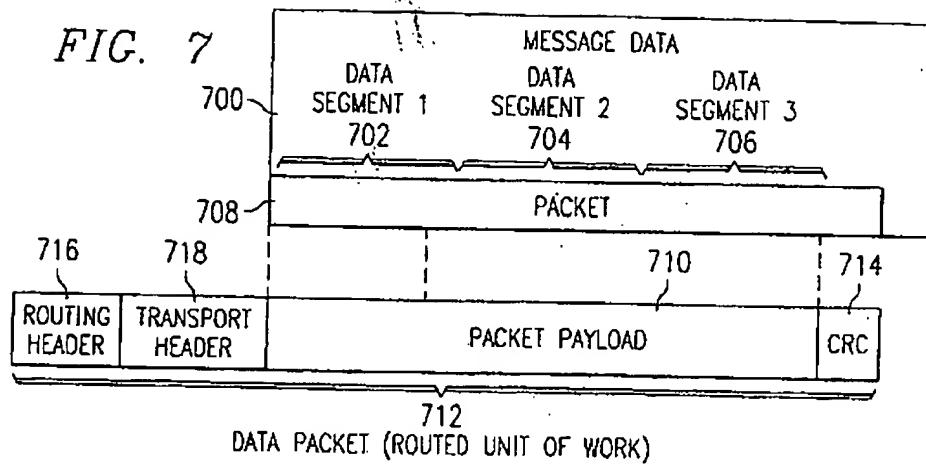 FIG. 7
MESSAGE DATA
DATA SEGMENT 1
702
DATA SEGMENT 2
704
DATA SEGMENT 3
706
700
708
PACKET
716
718
710
714
ROUTING HEADER
TRANSPORT HEADER
PACKET PAYLOAD
CRC
712
DATA PACKET (ROUTED UNIT OF WORK)